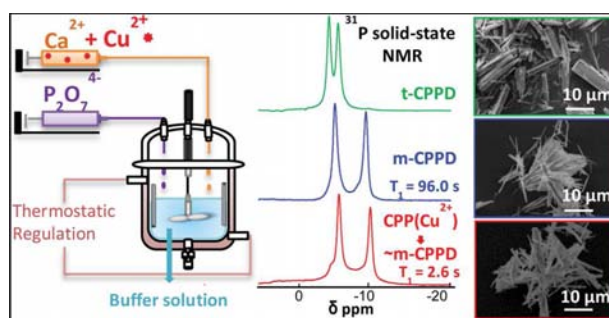 Ca2+ + Cu2+ *
P2O7 4-
Thermostatic
Regulation
Buffer solution
31P solid-state
NMR
t-CPPD
m-CPPD
T1 = 96.0 s
CPP(Cu2+)
~m-CPPD
T1 = 2.6 s
0 -10 -20
δ ppm
10 µm
10 µm
10 µm